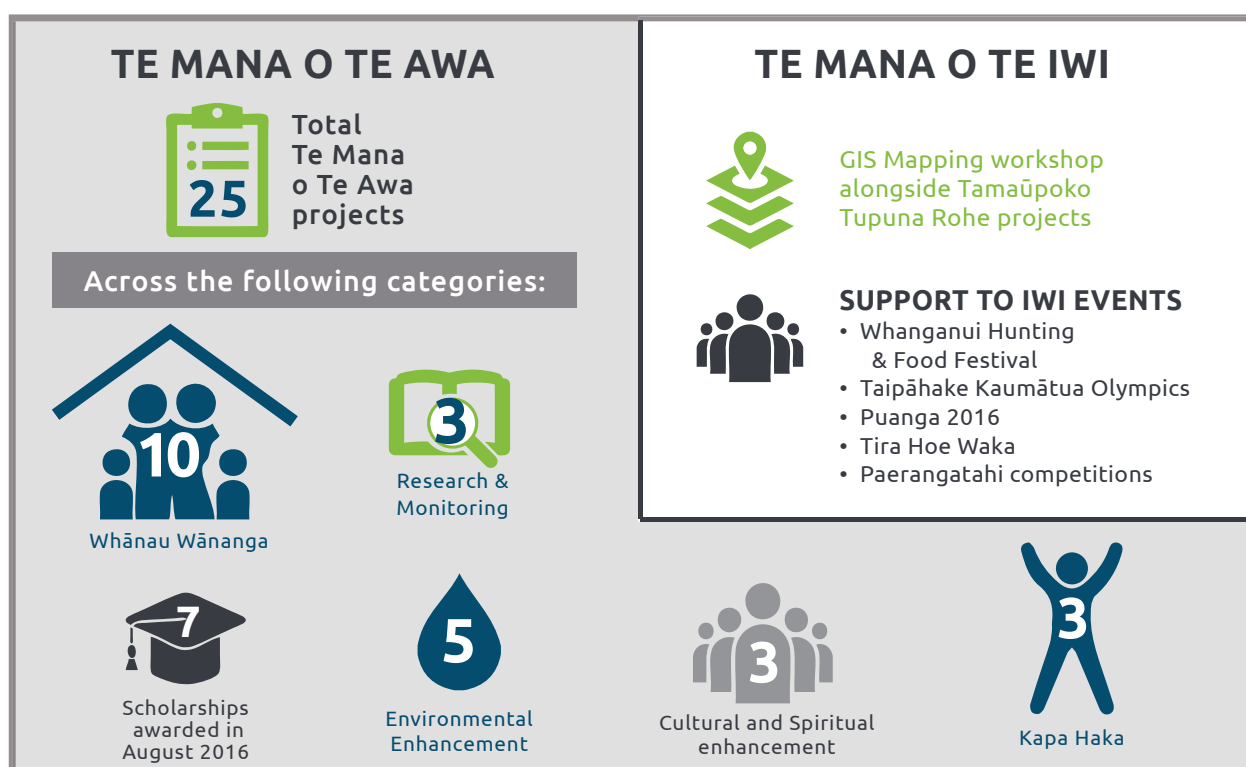 TE MANA O TE AWA
Total
Te Mana
o Te Awa
projects
25
Across the following categories:
10
Whānau Wānanga
3
Research &
Monitoring
7
Scholarships
awarded in
August 2016
5
Environmental
Enhancement
3
Cultural and Spiritual
enhancement
3
Kapa Haka
TE MANA O TE IWI
GIS Mapping workshop
alongside Tamaūpoko
Tupuna Rohe projects
SUPPORT TO IWI EVENTS
• Whanganui Hunting
& Food Festival
• Taipāhake Kaumātua Olympics
• Puanga 2016
• Tira Hoe Waka
• Paerangatahi competitions